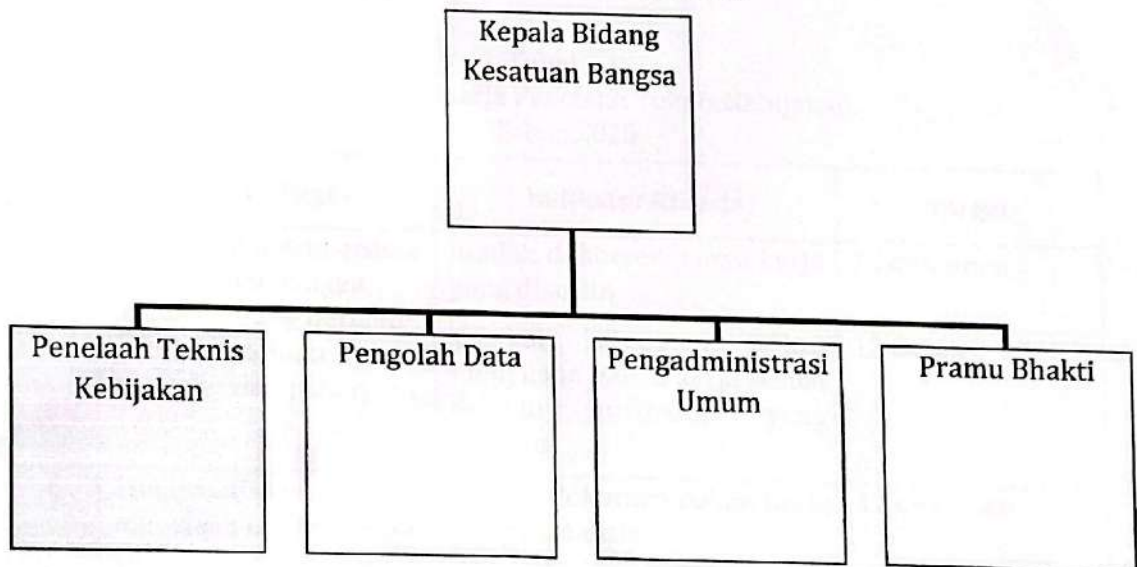 Kepala Bidang
Kesatuan Bangsa
Penelaah Teknis
Kebijakan
Pengolah Data
Pengadministrasi
Umum
Pramu Bhakti